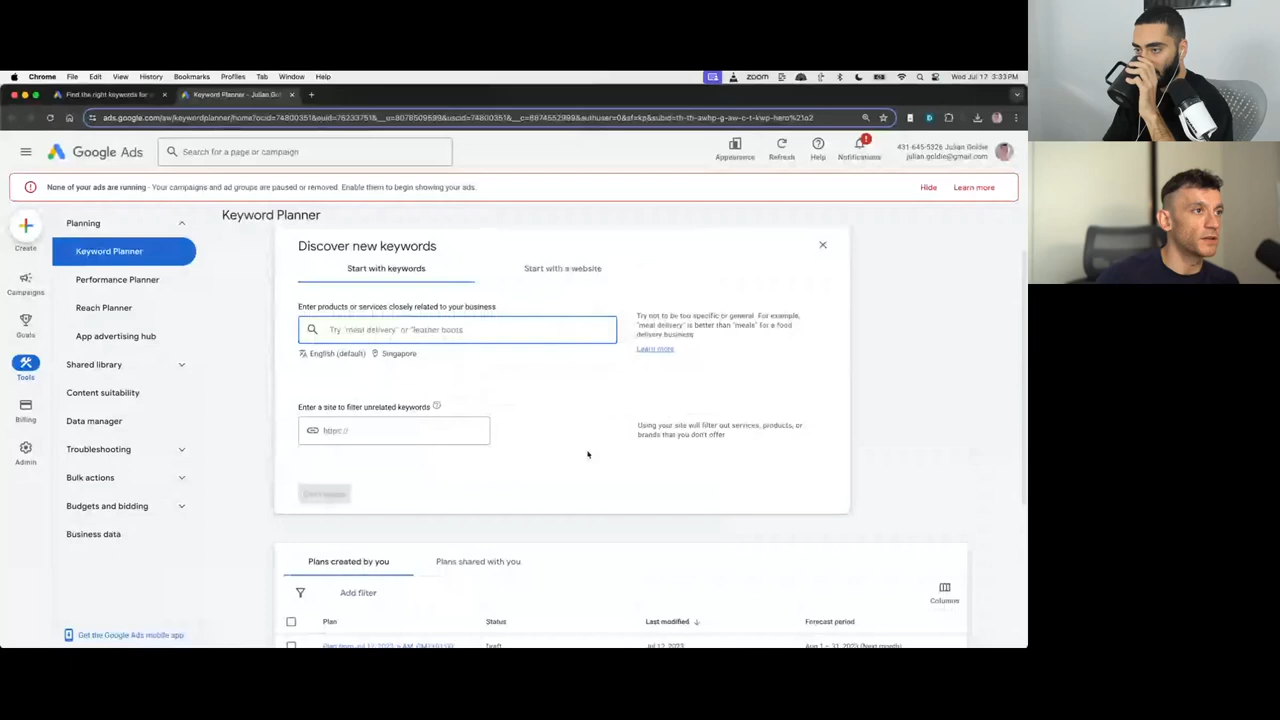 Chrome File Edit View History Bookmarks Profiles Tab Window Help zoom Wed Jul 17 3:33 PM
Find the right keywords for Keyword Planner - Julian Gol
Google Ads
Search for a page or campaign
Appearance Refresh Help Notifications
431-645-5326 Julian Goldie
julian.goldie@gmail.com
None of your ads are running - Your campaigns and ad groups are paused or removed. Enable them to begin showing your ads.
Hide Learn more
Create
Campaigns
Goals
Tools
Billing
Admin
Planning
Keyword Planner
Performance Planner
Reach Planner
App advertising hub
Shared library
Content suitability
Data manager
Troubleshooting
Bulk actions
Budgets and bidding
Business data
Get the Google Ads mobile app
Keyword Planner
Discover new keywords
Start with keywords Start with a website
Enter products or services closely related to your business
Try "meal delivery" or "leather boots
English (default) Singapore
Try not to be too specific or general. For example,
"meal delivery" is better than "meals" for a food
delivery business
Learn more
Enter a site to filter unrelated keywords
https://
Using your site will filter out services, products, or
brands that you don't offer
Plans created by you Plans shared with you
Add filter
Columns
Plan Status Last modified Forecast period
Draft Jul 12, 2023